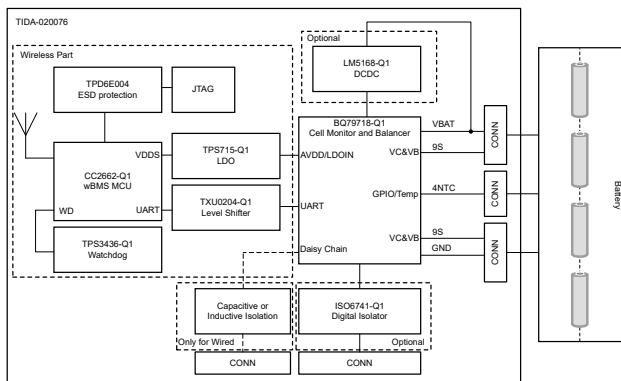 TIDA-020076
Optional
LM5168-Q1
DCDC
Wireless Part
TPD6E004
ESD protection
JTAG
BQ79718-Q1
Cell Monitor and Balancer
VBAT
VC&VB
9S
CONN
VDDS
TPS715-Q1
LDO
AVDD/LDOIN
CC2662-Q1
wBMS MCU
GPIO/Temp
4NTC
CONN
Battery
WD
UART
TXU0204-Q1
Level Shifter
UART
TPS3436-Q1
Watchdog
Daisy Chain
VC&VB
9S
GND
CONN
Capacitive or
Inductive Isolation
Only for Wired
ISO6741-Q1
Digital Isolator
Optional
CONN
CONN